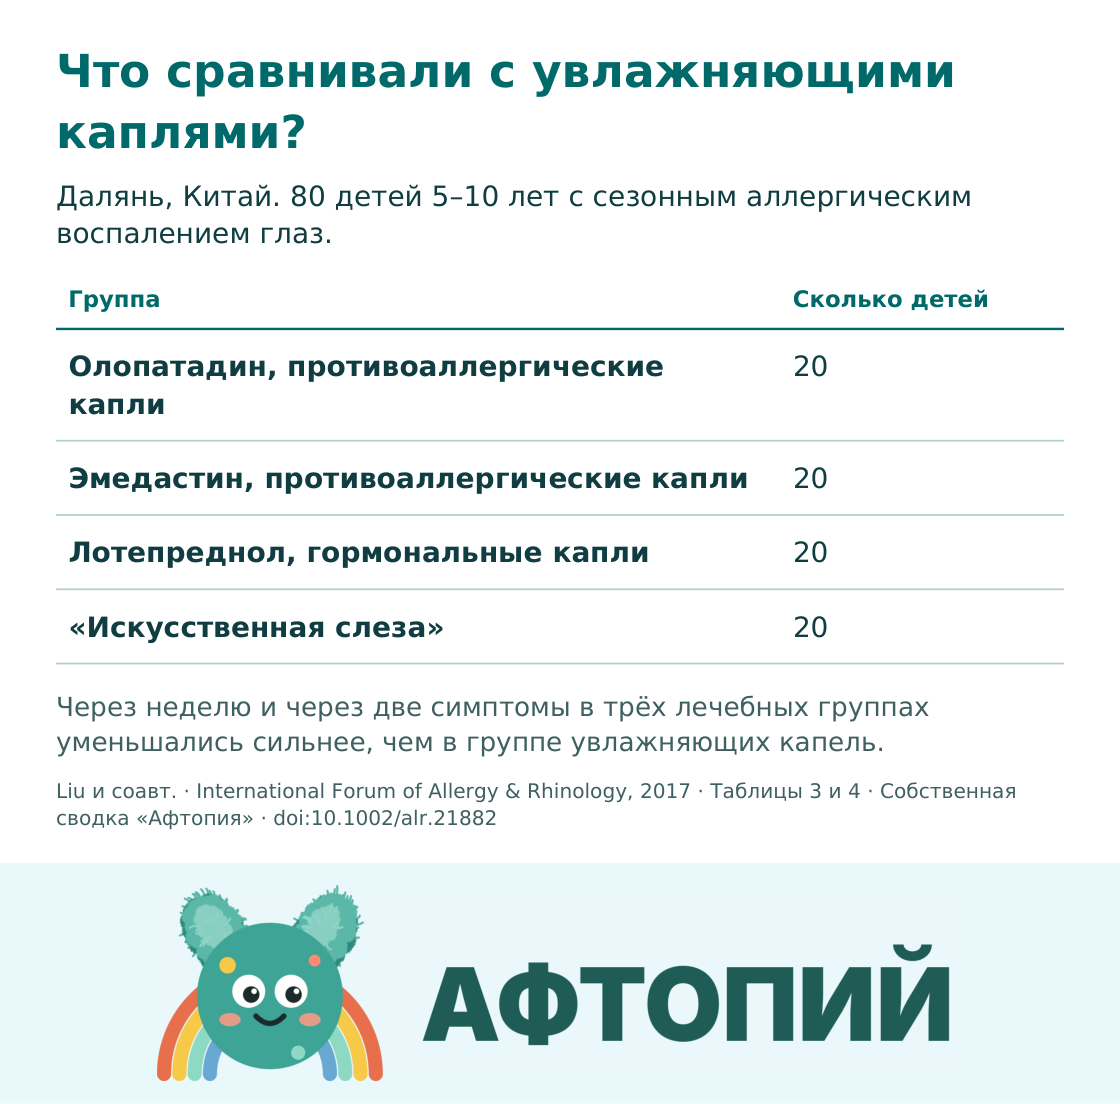 Что сравнивали с увлажняющими
каплями?
Далянь, Китай. 80 детей 5–10 лет с сезонным аллергическим
воспалением глаз.
Группа Сколько детей
Олопатадин, противоаллергические
капли 20
Эмедастин, противоаллергические капли 20
Лотепреднол, гормональные капли 20
«Искусственная слеза» 20
Через неделю и через две симптомы в трёх лечебных группах
уменьшались сильнее, чем в группе увлажняющих капель.
Liu и соавт. · International Forum of Allergy & Rhinology, 2017 · Таблицы 3 и 4 · Собственная
сводка «Афтопия» · doi:10.1002/alr.21882
АФТОПИЙ